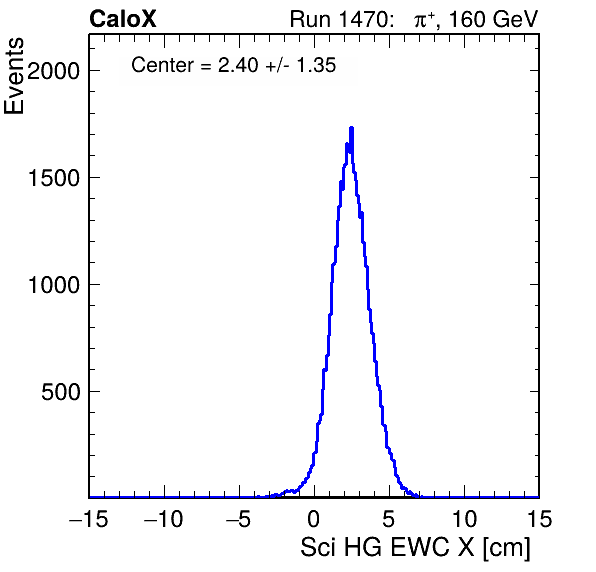 CaloX Run 1470: π⁺, 160 GeV
Center = 2.40 +/- 1.35
Events
2000
1500
1000
500
−15 −10 −5 0 5 10 15
Sci HG EWC X [cm]